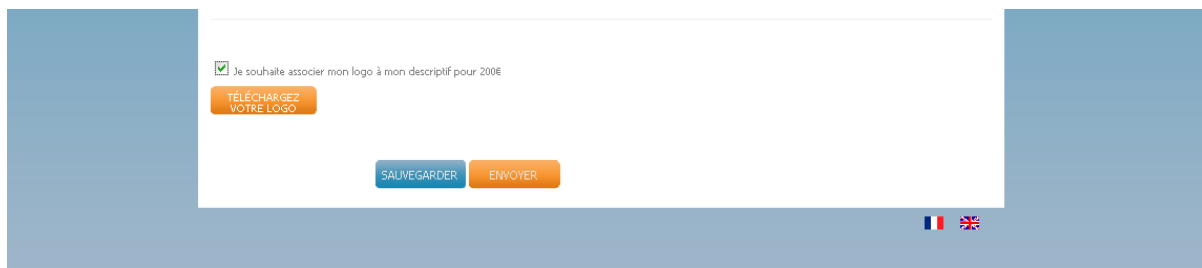 Je souhaite associer mon logo à mon descriptif pour 200€
TÉLÉCHARGEZ
VOTRE LOGO
SAUVEGARDER ENVOYER